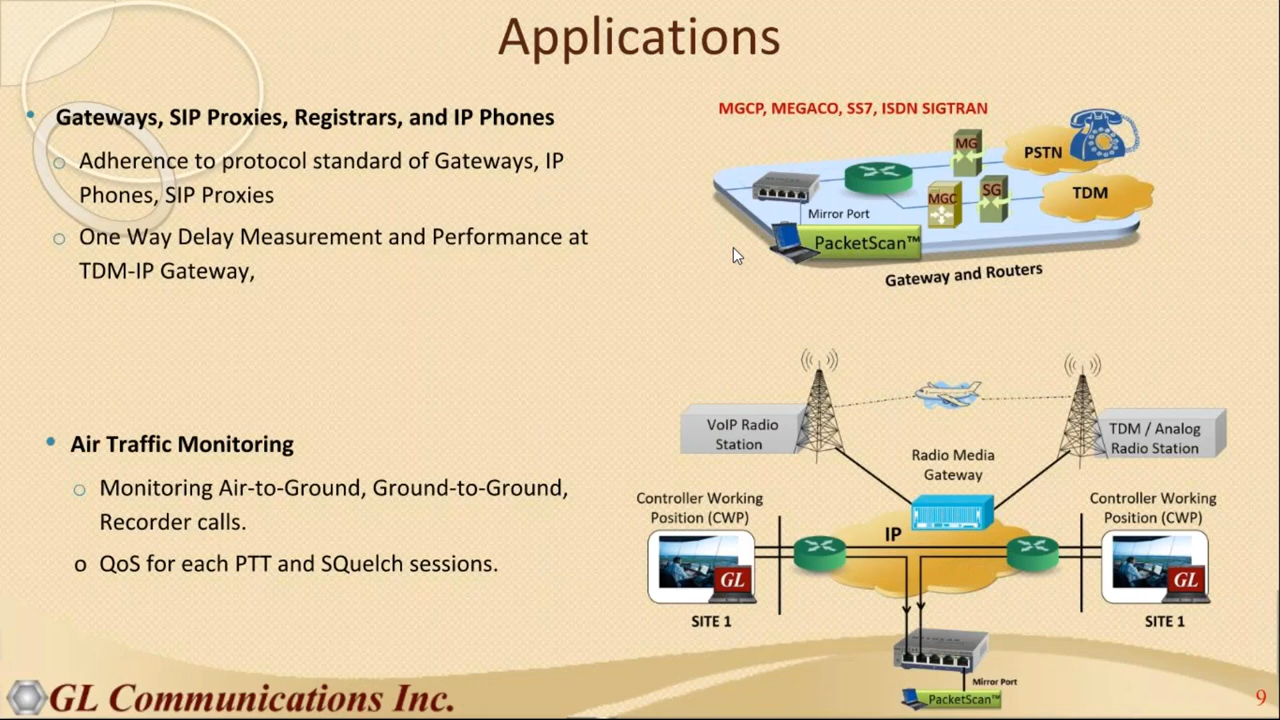 Applications
Gateways, SIP Proxies, Registrars, and IP Phones
Adherence to protocol standard of Gateways, IP
Phones, SIP Proxies
One Way Delay Measurement and Performance at
TDM-IP Gateway,
MGCP, MEGACO, SS7, ISDN SIGTRAN
MG
PSTN
MGC
SG
TDM
Mirror Port
PacketScan™
Gateway and Routers
Air Traffic Monitoring
Monitoring Air-to-Ground, Ground-to-Ground,
Recorder calls.
o QoS for each PTT and SQuelch sessions.
VoIP Radio
Station
TDM / Analog
Radio Station
Radio Media
Gateway
Controller Working
Position (CWP)
Controller Working
Position (CWP)
IP
GL
GL
SITE 1
SITE 1
NETGEAR
Mirror Port
PacketScan™
GL Communications Inc.
9